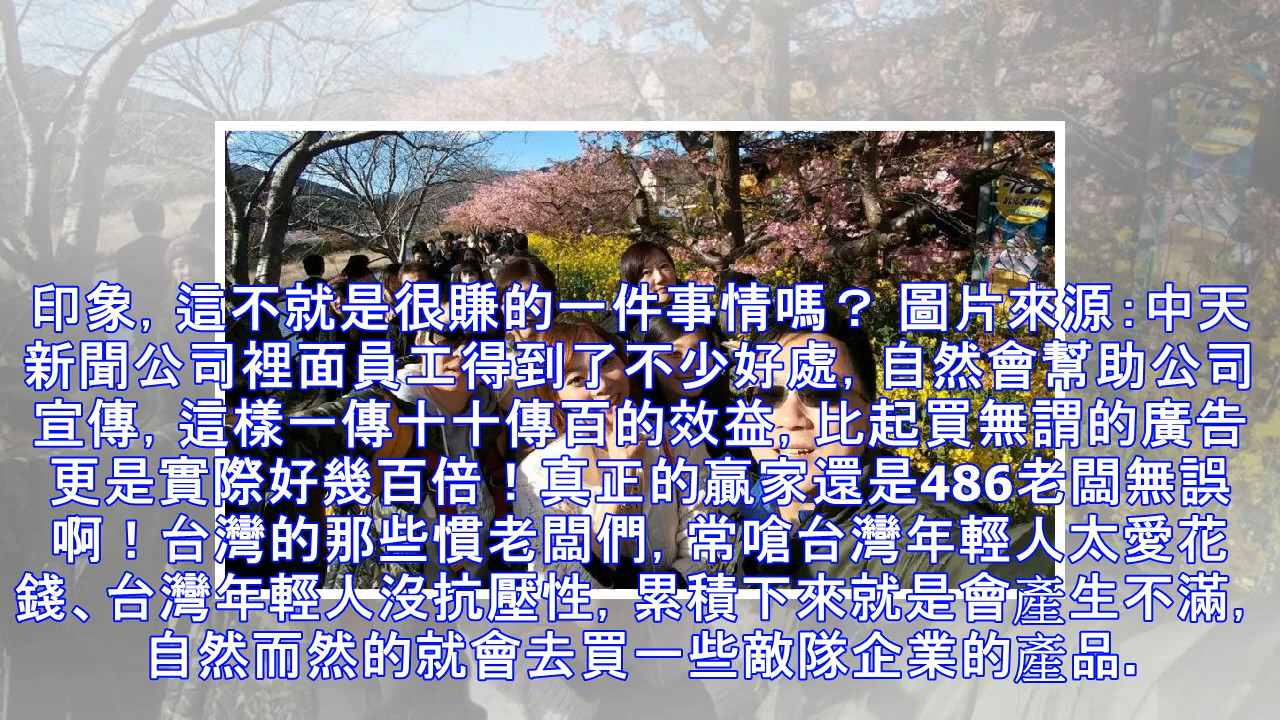 印象, 這不就是很賺的一件事情嗎？ 圖片來源:中天
新聞公司裡面員工得到了不少好處, 自然會幫助公司
宣傳, 這樣一傳十十傳百的效益, 比起買無謂的廣告
更是實際好幾百倍！真正的贏家還是486老闆無誤
啊！台灣的那些慣老闆們, 常嗆台灣年輕人太愛花
錢、台灣年輕人沒抗壓性, 累積下來就是會產生不滿,
自然而然的就會去買一些敵隊企業的產品.